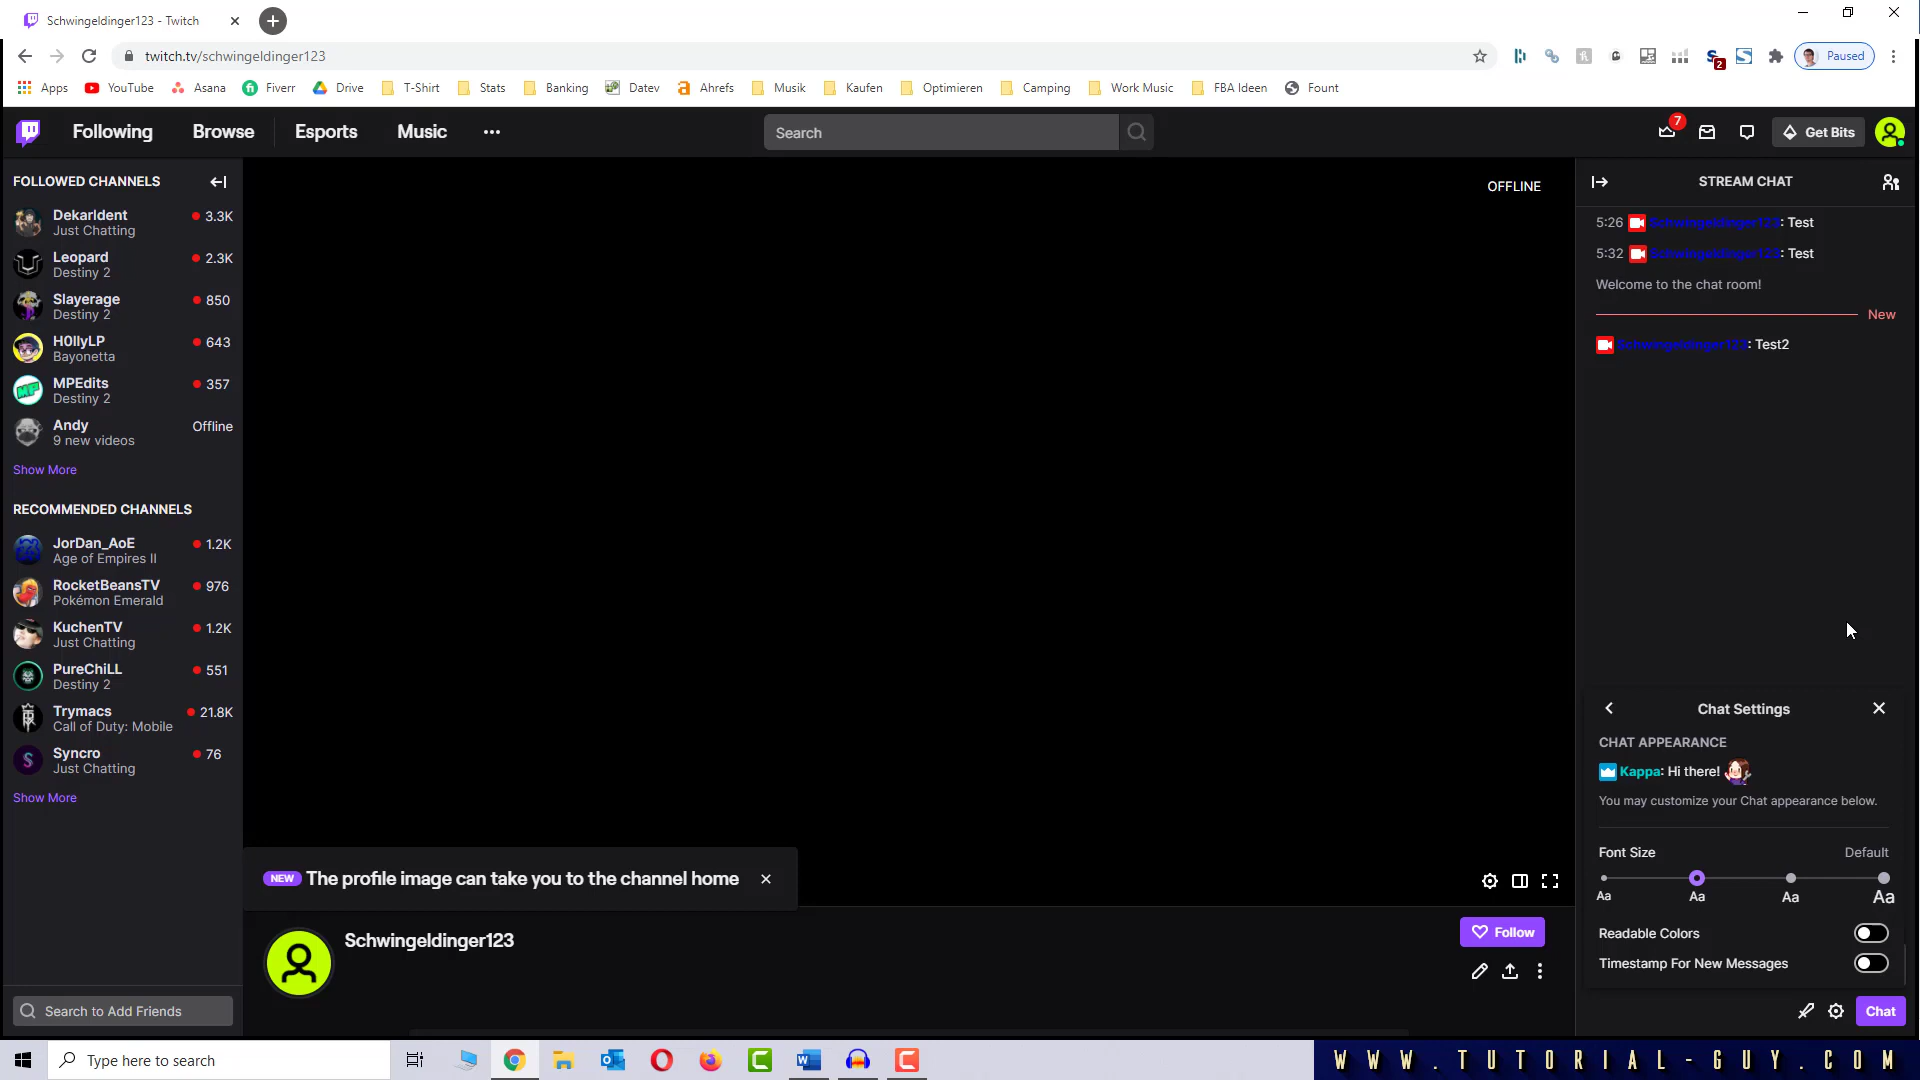 Schwingeldinger123 - Twitch
twitch.tv/schwingeldinger123
2
Paused
Apps YouTube Asana Fiverr Drive T-Shirt Stats Banking Datev Ahrefs Musik Kaufen Optimieren Camping Work Music FBA Ideen Fount
Following Browse Esports Music
Search
7
Get Bits
FOLLOWED CHANNELS
Dekarldent 3.3K
Just Chatting
Leopard 2.3K
Destiny 2
Slayerage 850
Destiny 2
H0llyLP 643
Bayonetta
MPEdits 357
Destiny 2
Andy Offline
9 new videos
Show More
RECOMMENDED CHANNELS
JorDan_AoE 1.2K
Age of Empires II
RocketBeansTV 976
Pokémon Emerald
KuchenTV 1.2K
Just Chatting
PureChiLL 551
Destiny 2
Trymacs 21.8K
Call of Duty: Mobile
Syncro 76
Just Chatting
Show More
Search to Add Friends
OFFLINE
NEW The profile image can take you to the channel home
Schwingeldinger123
Follow
STREAM CHAT
5:26 Schwingeldinger123: Test
5:32 Schwingeldinger123: Test
Welcome to the chat room!
New
Schwingeldinger123: Test2
Chat Settings
CHAT APPEARANCE
Kappa: Hi there!
You may customize your Chat appearance below.
Font Size Default
Aa Aa Aa Aa
Readable Colors
Timestamp For New Messages
Chat
Type here to search
WWW.TUTORIAL-GUY.COM